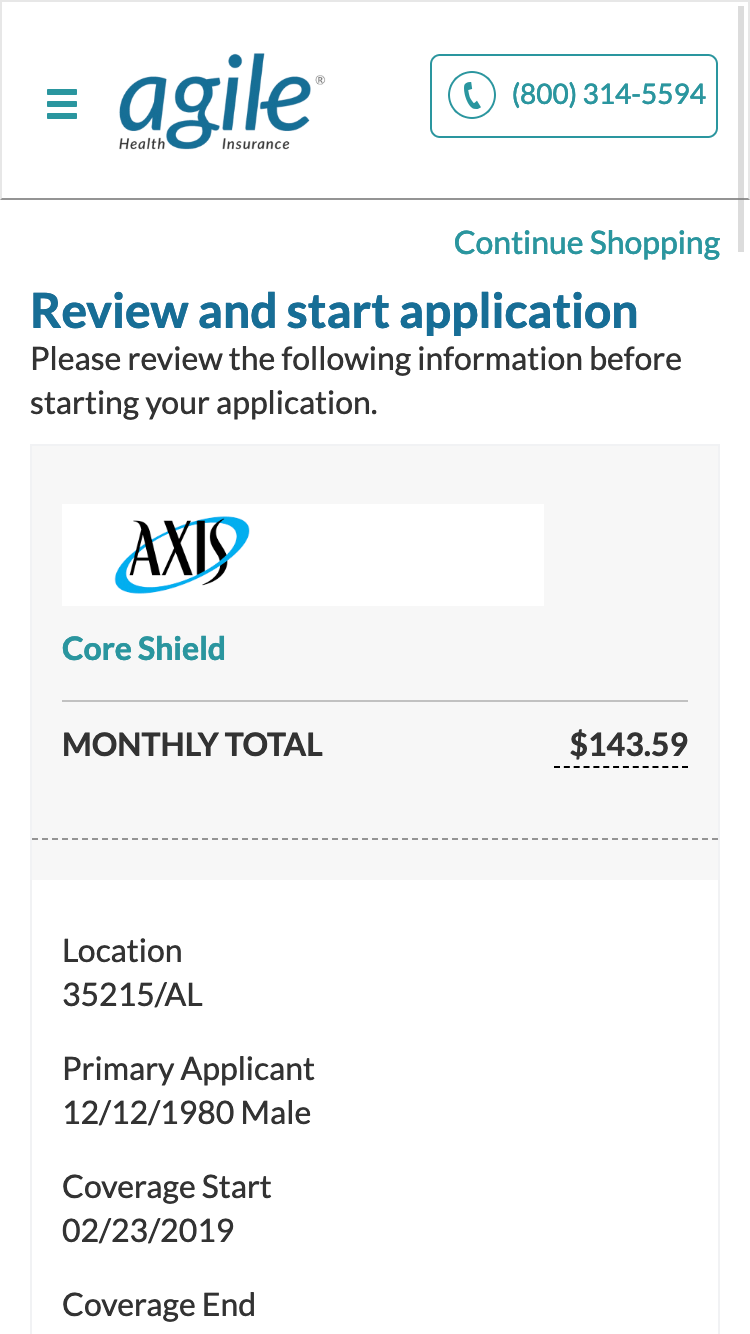 agile®
Health Insurance
(800) 314-5594
Continue Shopping
Review and start application
Please review the following information before
starting your application.
AXIS
Core Shield
MONTHLY TOTAL $143.59
Location
35215/AL
Primary Applicant
12/12/1980 Male
Coverage Start
02/23/2019
Coverage End